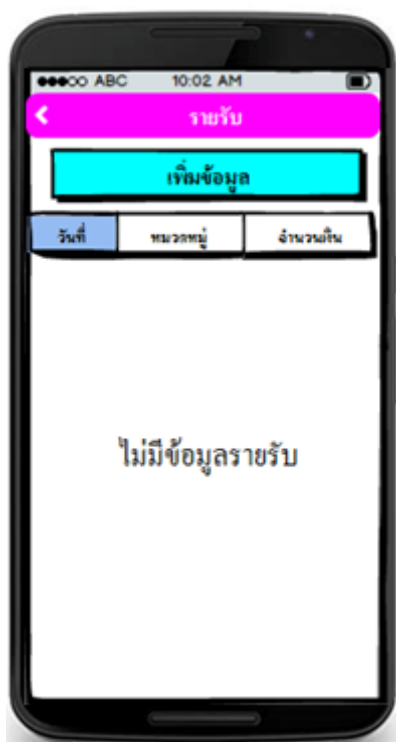 ABC 10:02 AM
รายรับ
เพิ่มข้อมูล
วันที่ หมวดหมู่ จำนวนเงิน
ไม่มีข้อมูลรายรับ